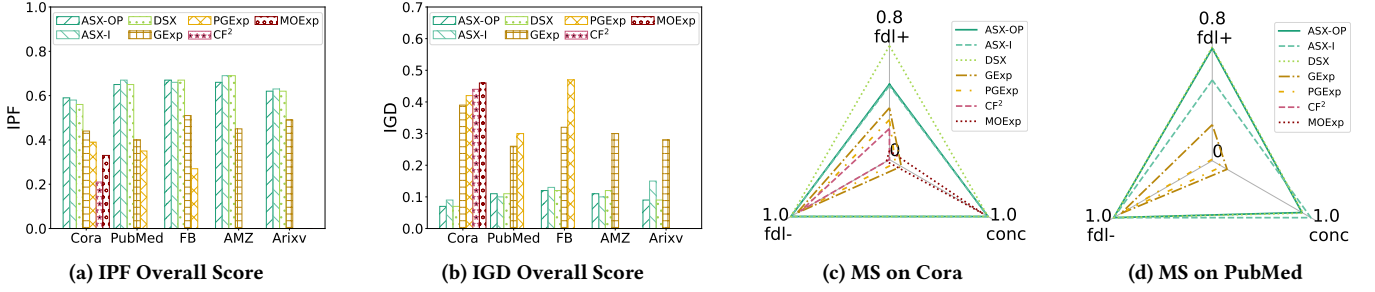 IPF
1.0
0.8
0.6
0.4
0.2
0.0
ASX-OP
ASX-I
DSX
GExp
PGExp
CF²
MOExp
Cora
PubMed
FB
AMZ
Arixv
(a) IPF Overall Score
IGD
0.7
0.6
0.5
0.4
0.3
0.2
0.1
0.0
ASX-OP
ASX-I
DSX
GExp
PGExp
CF²
MOExp
Cora
PubMed
FB
AMZ
Arixv
(b) IGD Overall Score
0.8
fdl+
0
1.0
fdl-
1.0
conc
ASX-OP
ASX-I
DSX
GExp
PGExp
CF²
MOExp
(c) MS on Cora
0.8
fdl+
0
1.0
fdl-
1.0
conc
ASX-OP
ASX-I
DSX
GExp
PGExp
CF²
MOExp
(d) MS on PubMed